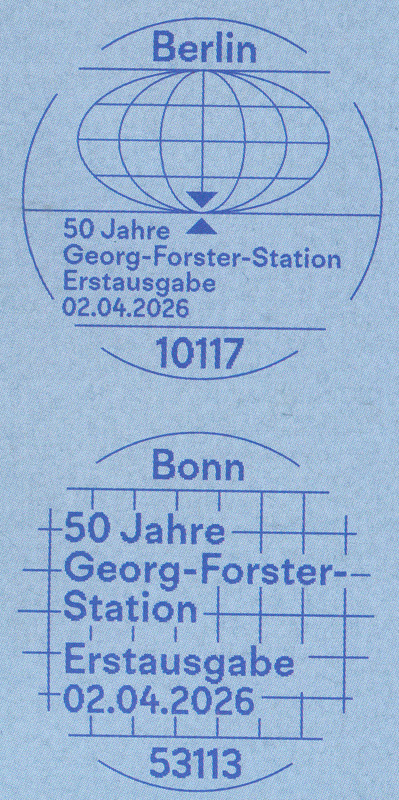 Berlin
50 Jahre
Georg-Forster-Station
Erstausgabe
02.04.2026
10117
Bonn
50 Jahre
Georg-Forster-
Station
Erstausgabe
02.04.2026
53113